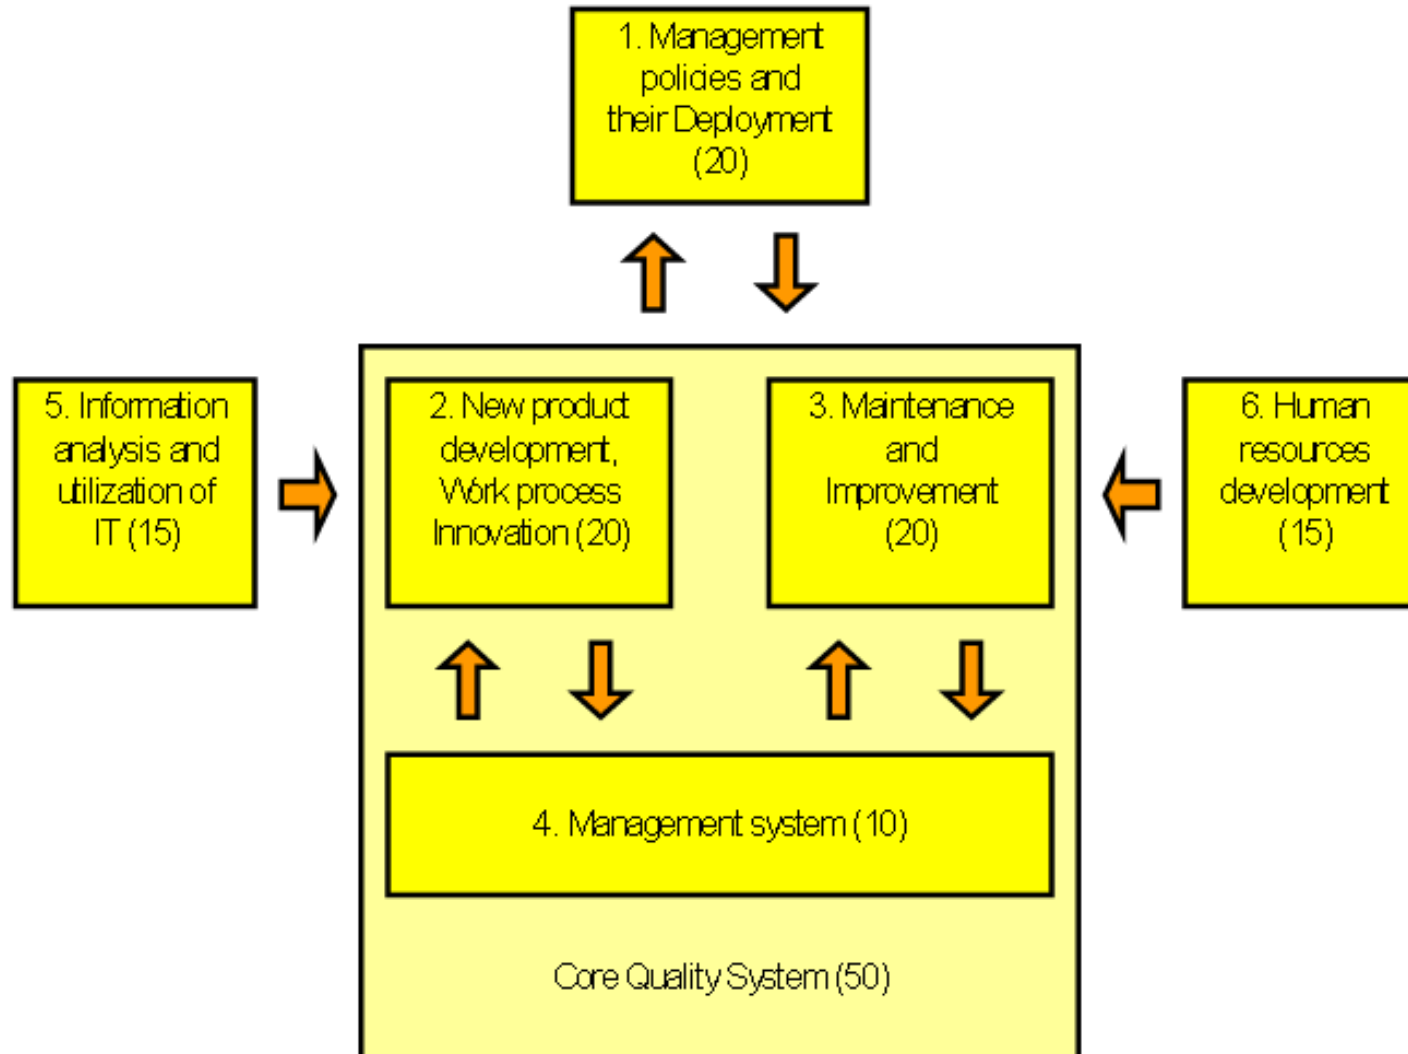 1. Management
policies and
their Deployment
(20)
5. Information
analysis and
utilization of
IT (15)
2. New product
development,
Work process
Innovation (20)
3. Maintenance
and
Improvement
(20)
6. Human
resources
development
(15)
4. Management system (10)
Core Quality System (50)